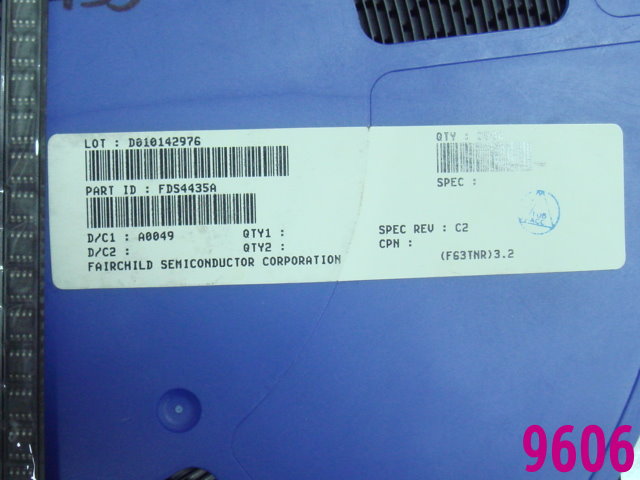 LOT : D010142976
QTY :
PART ID : FDS4435A
SPEC :
D/C1 : A0049 QTY1 : SPEC REV : C2
D/C2 : QTY2 : CPN :
FAIRCHILD SEMICONDUCTOR CORPORATION (F63TNR)3.2
9606